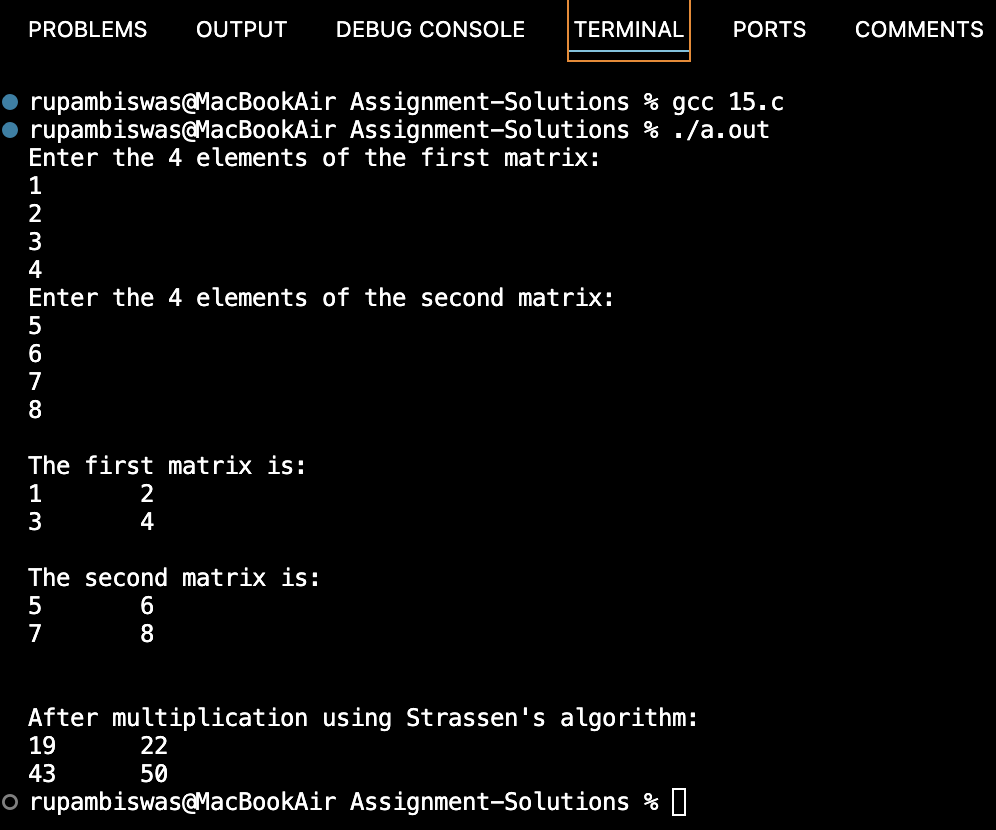 PROBLEMS OUTPUT DEBUG CONSOLE TERMINAL PORTS COMMENTS
rupambiswas@MacBookAir Assignment-Solutions % gcc 15.c
rupambiswas@MacBookAir Assignment-Solutions % ./a.out
Enter the 4 elements of the first matrix:
1
2
3
4
Enter the 4 elements of the second matrix:
5
6
7
8
The first matrix is:
1 2
3 4
The second matrix is:
5 6
7 8
After multiplication using Strassen's algorithm:
19 22
43 50
rupambiswas@MacBookAir Assignment-Solutions %